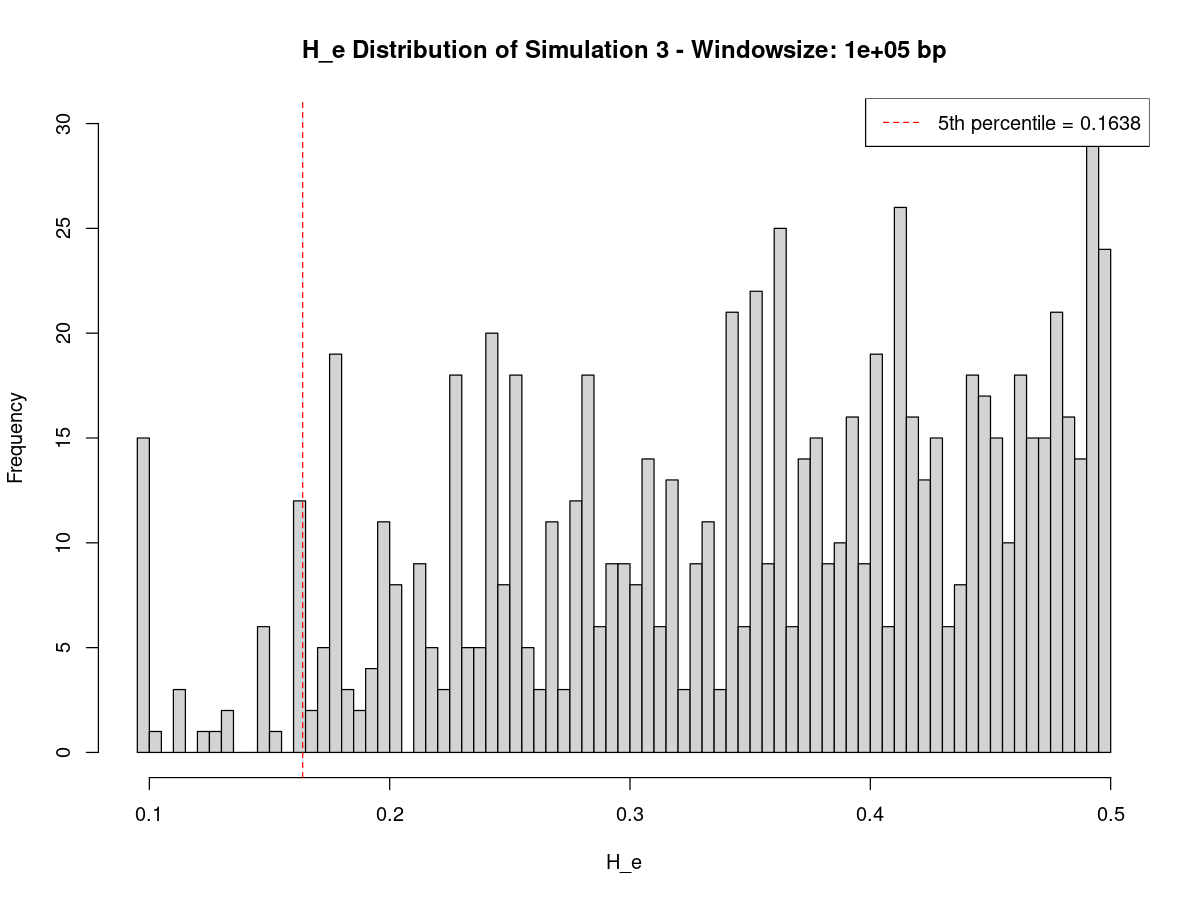 H_e Distribution of Simulation 3 - Windowsize: 1e+05 bp
5th percentile = 0.1638
Frequency
30
25
20
15
10
5
0
0.1 0.2 0.3 0.4 0.5
H_e